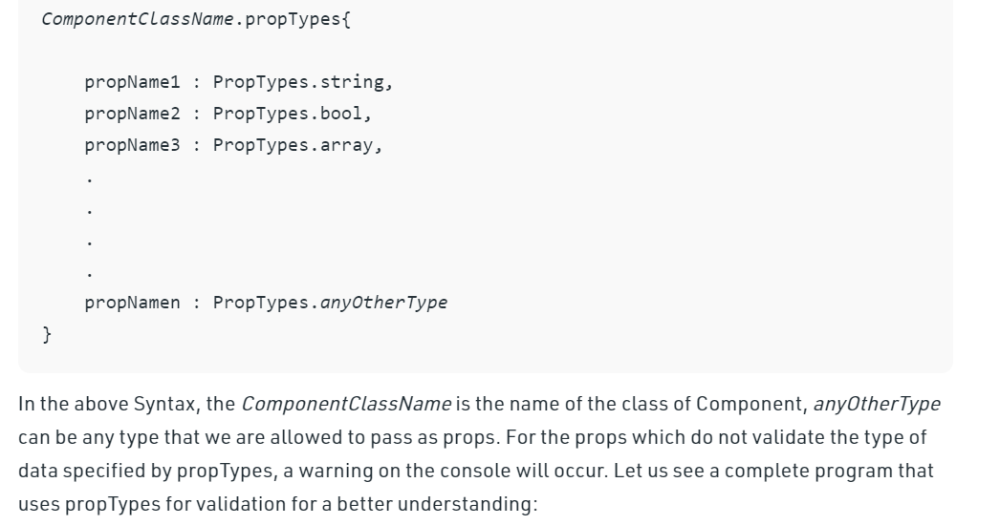 ComponentClassName.propTypes{
propName1 : PropTypes.string,
propName2 : PropTypes.bool,
propName3 : PropTypes.array,
.
.
.
.
propNamen : PropTypes.anyOtherType
}
In the above Syntax, the ComponentClassName is the name of the class of Component, anyOtherType
can be any type that we are allowed to pass as props. For the props which do not validate the type of
data specified by propTypes, a warning on the console will occur. Let us see a complete program that
uses propTypes for validation for a better understanding: